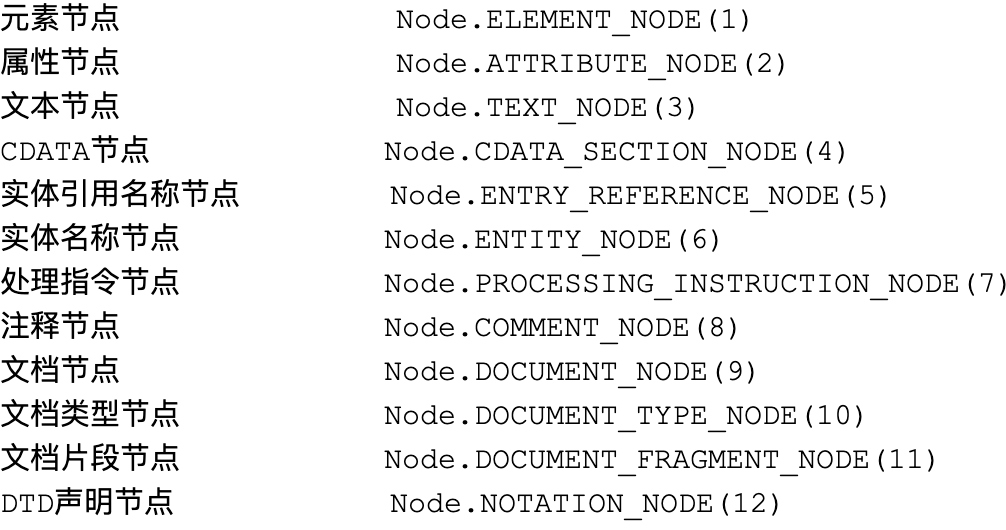 元素节点 Node.ELEMENT_NODE(1)
属性节点 Node.ATTRIBUTE_NODE(2)
文本节点 Node.TEXT_NODE(3)
CDATA节点 Node.CDATA_SECTION_NODE(4)
实体引用名称节点 Node.ENTRY_REFERENCE_NODE(5)
实体名称节点 Node.ENTITY_NODE(6)
处理指令节点 Node.PROCESSING_INSTRUCTION_NODE(7)
注释节点 Node.COMMENT_NODE(8)
文档节点 Node.DOCUMENT_NODE(9)
文档类型节点 Node.DOCUMENT_TYPE_NODE(10)
文档片段节点 Node.DOCUMENT_FRAGMENT_NODE(11)
DTD声明节点 Node.NOTATION_NODE(12)